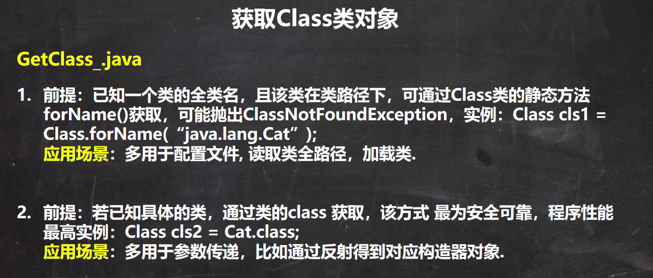 获取Class类对象
GetClass_.java
1. 前提：已知一个类的全类名，且该类在类路径下，可通过Class类的静态方法
forName()获取，可能抛出ClassNotFoundException，实例：Class cls1 =
Class.forName( “java.lang.Cat” );
应用场景：多用于配置文件, 读取类全路径，加载类.
2. 前提：若已知具体的类，通过类的class 获取，该方式 最为安全可靠，程序性能
最高实例：Class cls2 = Cat.class;
应用场景：多用于参数传递，比如通过反射得到对应构造器对象.